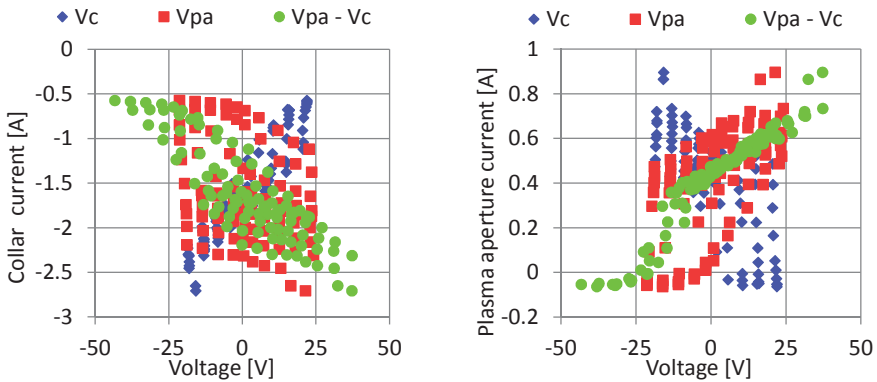 Vc Vpa Vpa - Vc
0
-0.5
-1
-1.5
-2
-2.5
-3
-50 -25 0 25 50
Voltage [V]
Collar current [A]
Vc Vpa Vpa - Vc
1
0.8
0.6
0.4
0.2
0
-0.2
-50 -25 0 25 50
Voltage [V]
Plasma aperture current [A]